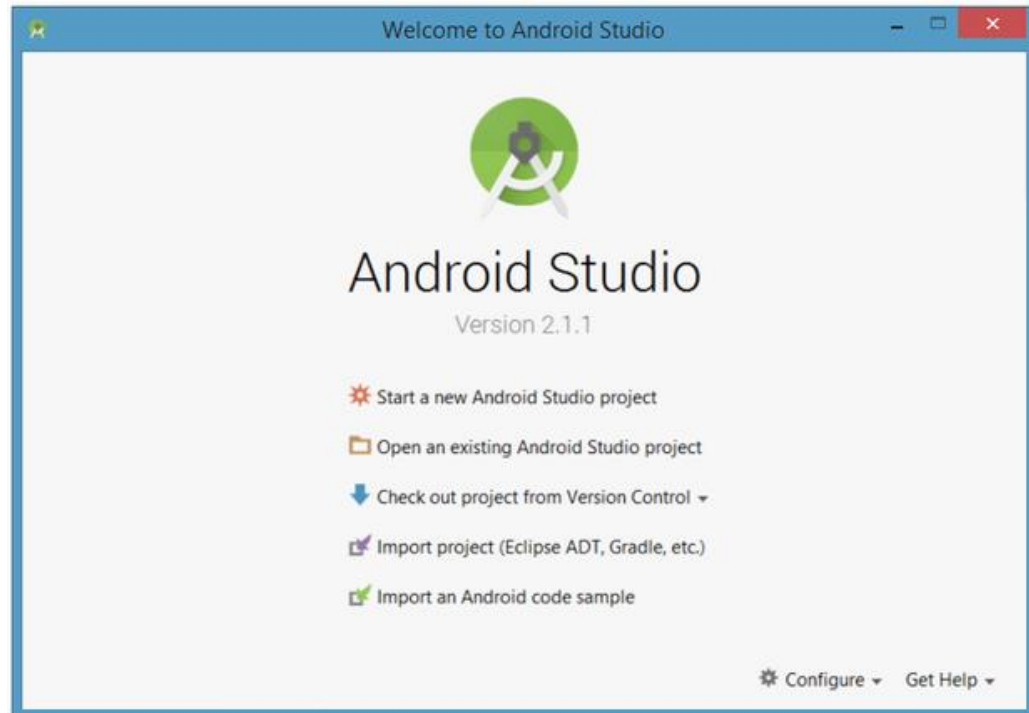 Welcome to Android Studio
Android Studio
Version 2.1.1
Start a new Android Studio project
Open an existing Android Studio project
Check out project from Version Control
Import project (Eclipse ADT, Gradle, etc.)
Import an Android code sample
Configure Get Help